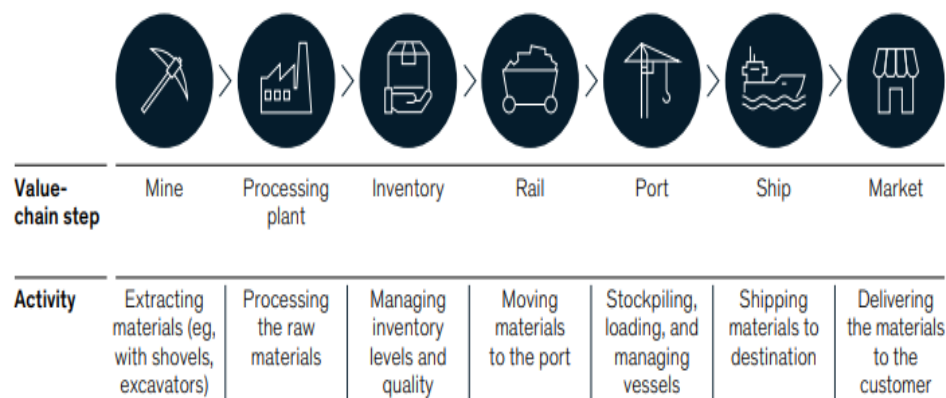 Value-
chain step
Mine
Processing
plant
Inventory
Rail
Port
Ship
Market
Activity
Extracting
materials (eg,
with shovels,
excavators)
Processing
the raw
materials
Managing
inventory
levels and
quality
Moving
materials
to the port
Stockpiling,
loading, and
managing
vessels
Shipping
materials to
destination
Delivering
the materials
to the
customer